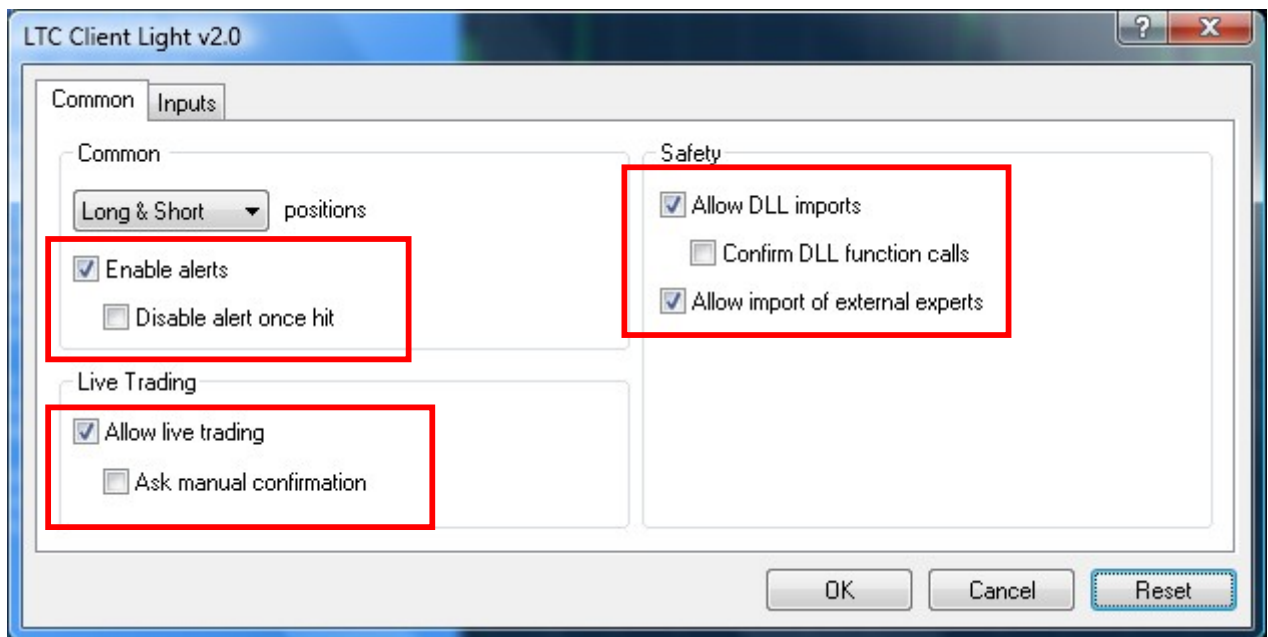 LTC Client Light v2.0
?
X
Common
Inputs
Common
Long & Short
positions
Enable alerts
Disable alert once hit
Live Trading
Allow live trading
Ask manual confirmation
Safety
Allow DLL imports
Confirm DLL function calls
Allow import of external experts
OK
Cancel
Reset